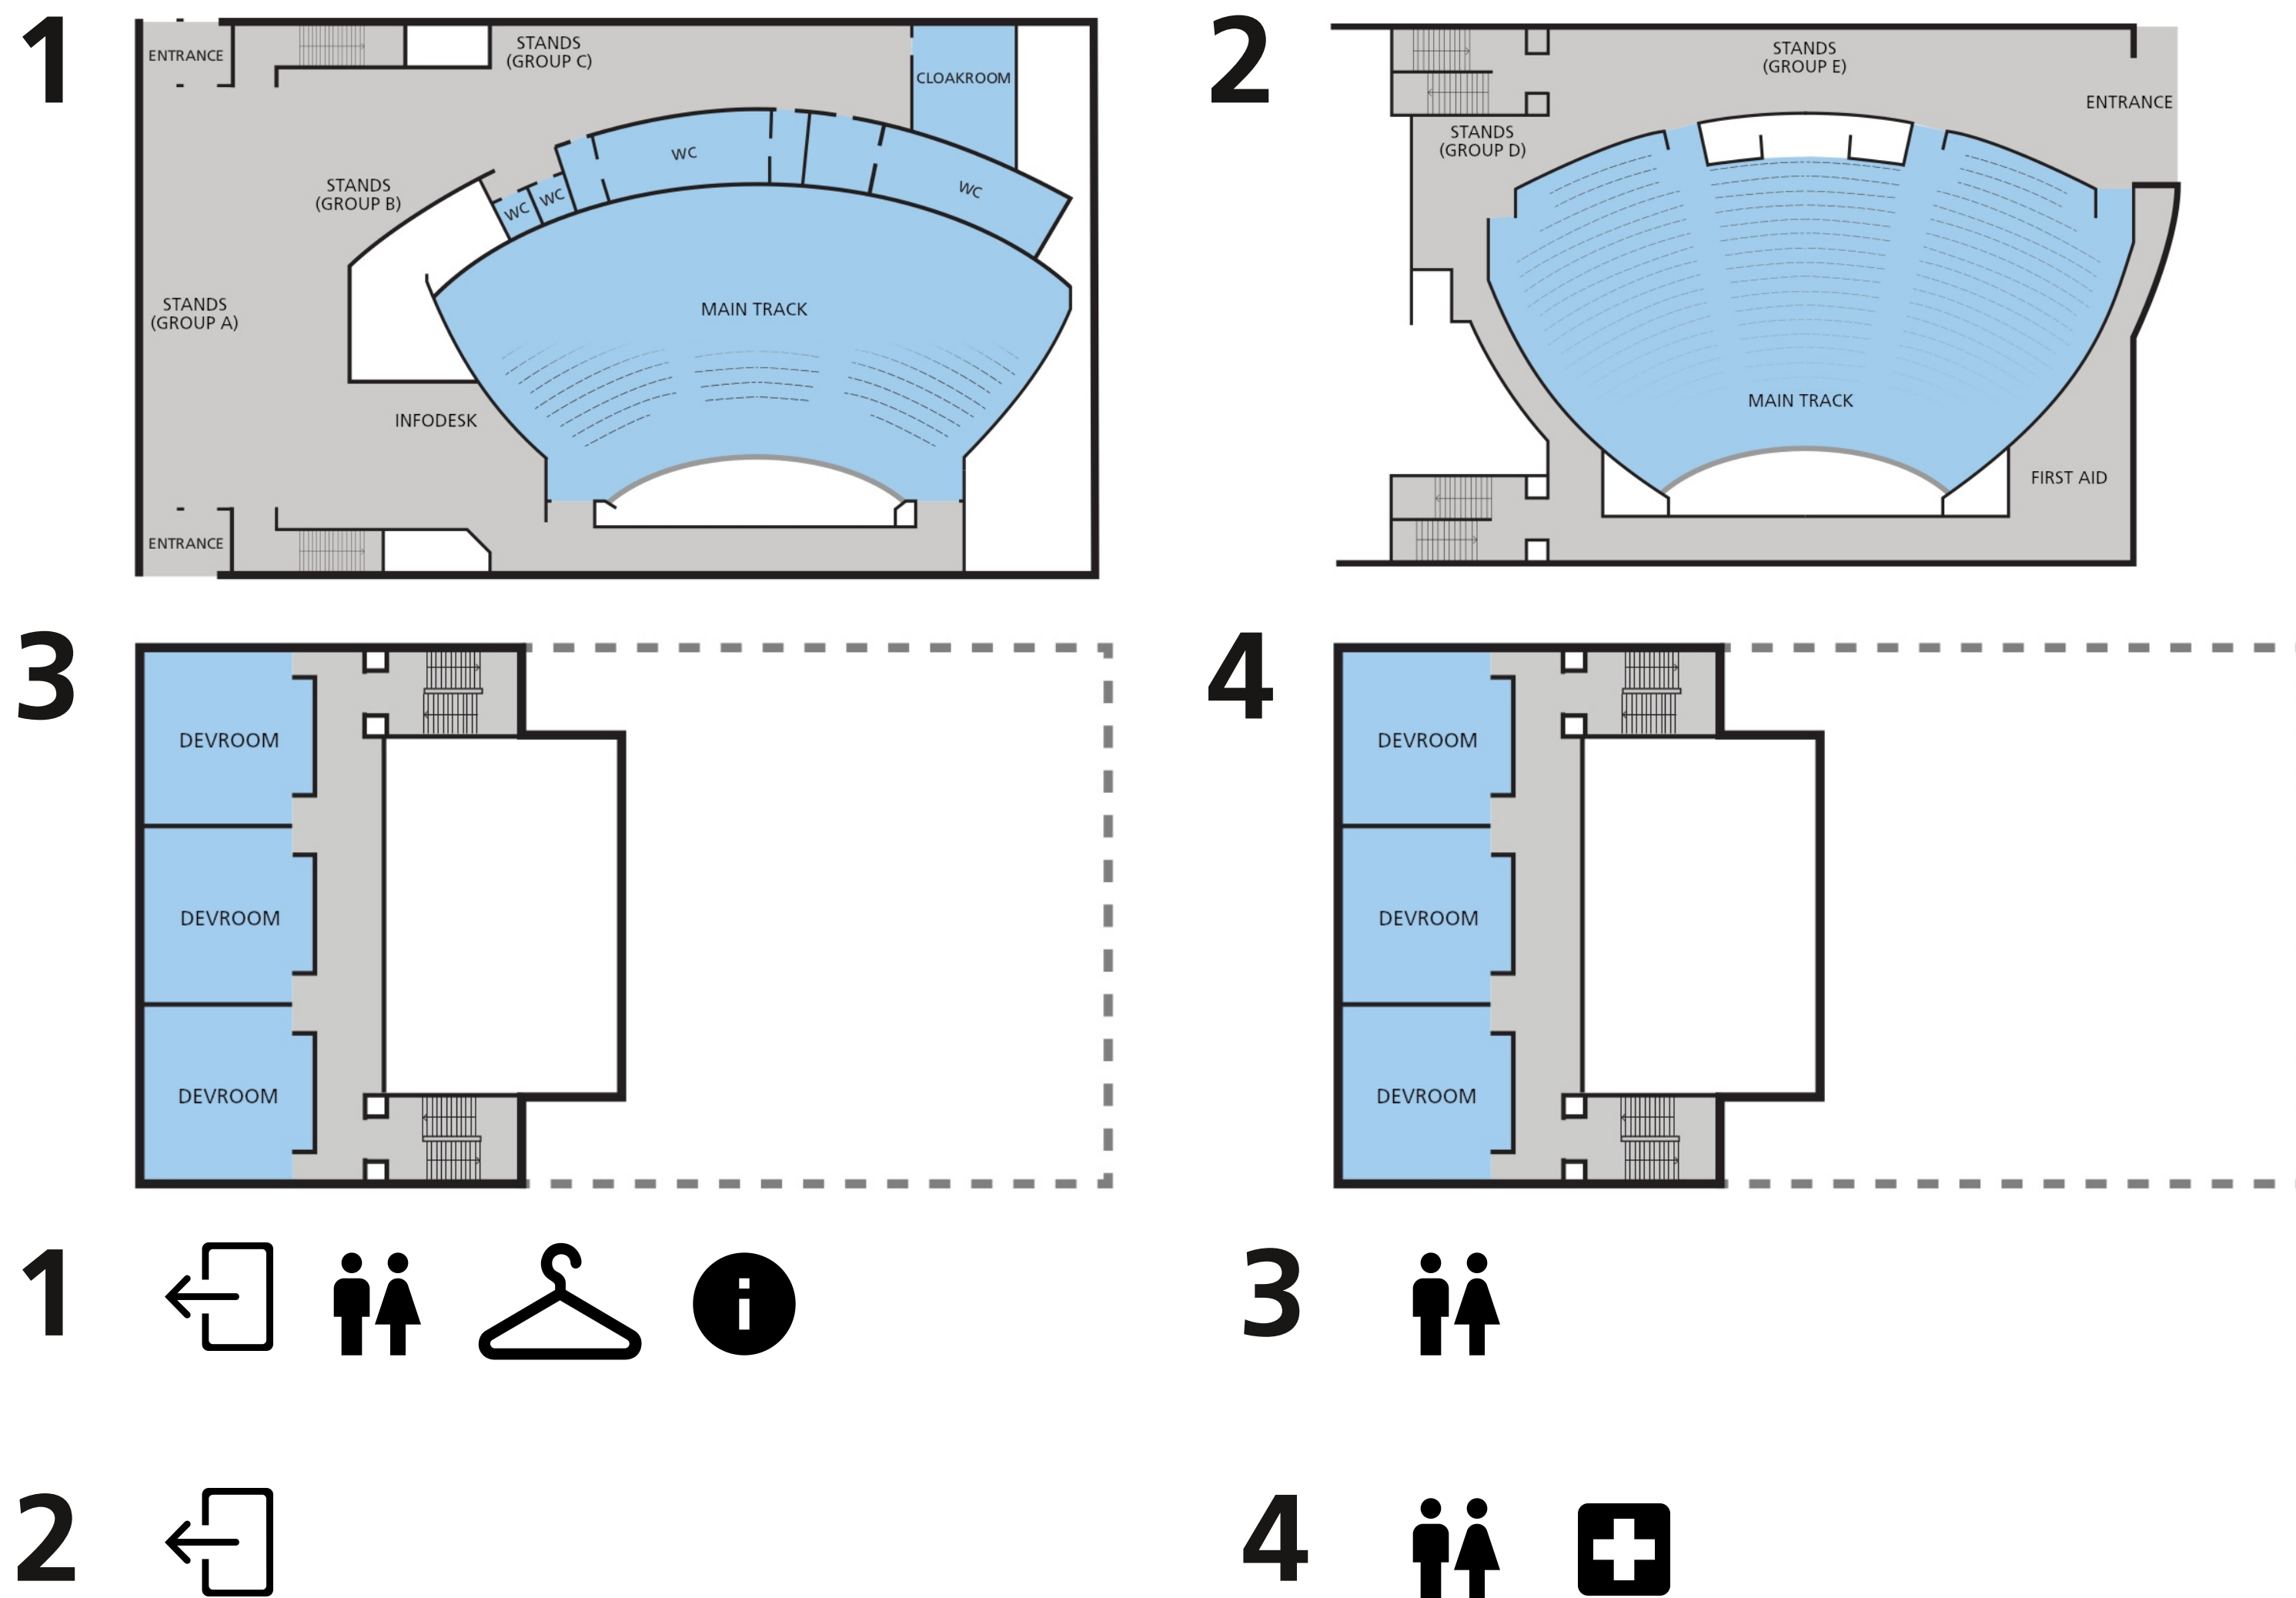 1
ENTRANCE
STANDS
(GROUP C)
CLOAKROOM
WC
WC
WC
WC
STANDS
(GROUP B)
STANDS
(GROUP A)
MAIN TRACK
INFODESK
ENTRANCE
2
STANDS
(GROUP E)
ENTRANCE
STANDS
(GROUP D)
MAIN TRACK
FIRST AID
3
DEVROOM
DEVROOM
DEVROOM
4
DEVROOM
DEVROOM
DEVROOM
1
i
3
2
4